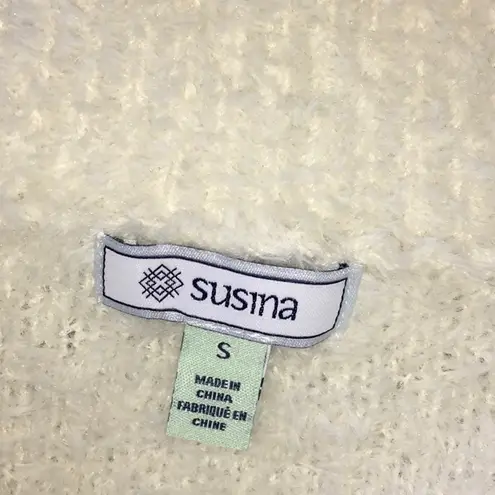 susina
S
MADE IN
CHINA
FABRIQUÉ EN
CHINE